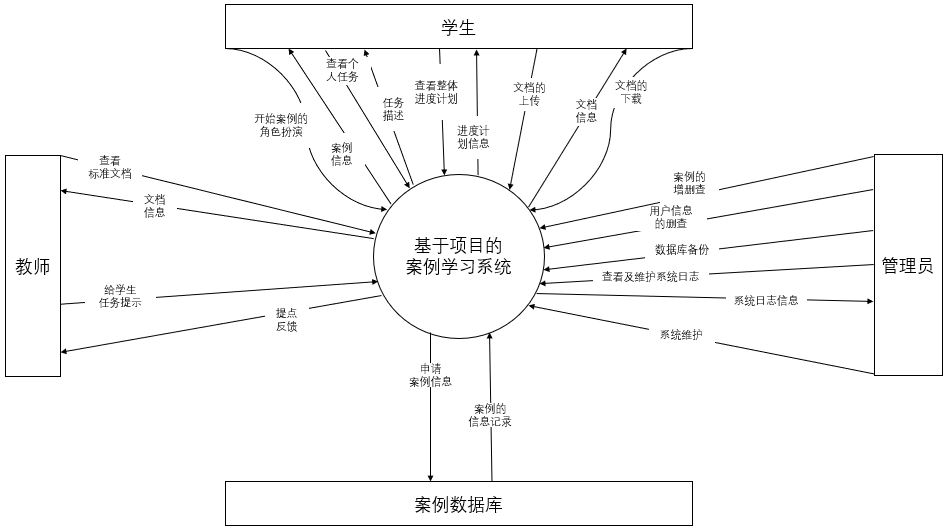 学生
查看个
人任务
任务
描述
查看整体
进度计划
进度计
划信息
文档的
上传
文档
信息
文档的
下载
开始案例的
角色扮演
案例
信息
查看
标准文档
文档
信息
教师
给学生
任务提示
提点
反馈
基于项目的
案例学习系统
案例的
增删查
用户信息
的删查
数据库备份
查看及维护系统日志
系统日志信息
系统维护
管理员
申请
案例信息
案例的
信息记录
案例数据库